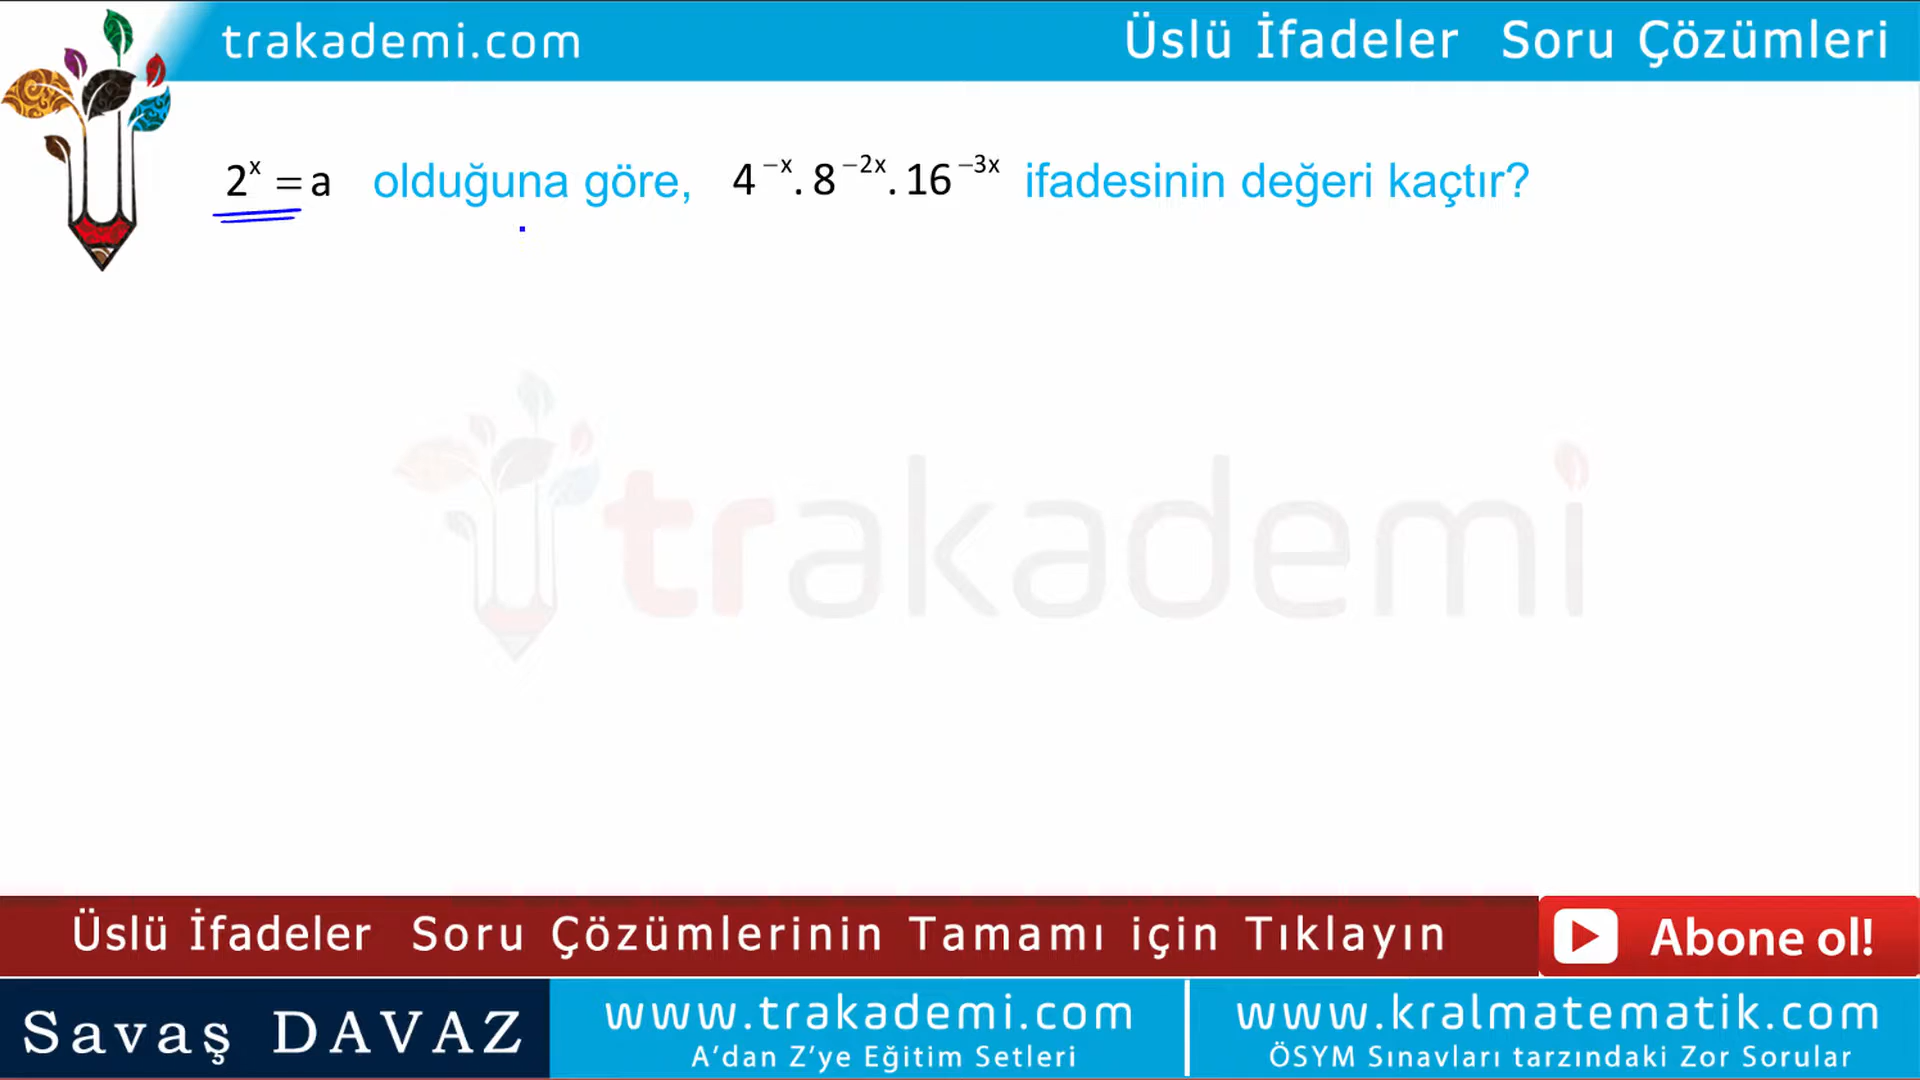 trakademi.com
Üslü İfadeler Soru Çözümleri
2ˣ = a olduğuna göre, 4⁻ˣ . 8⁻²ˣ . 16⁻³ˣ ifadesinin değeri kaçtır?
trakademi
Üslü İfadeler Soru Çözümlerinin Tamamı için Tıklayın
Abone ol!
Savaş DAVAZ
www.trakademi.com
A'dan Z'ye Eğitim Setleri
www.kralmatematik.com
ÖSYM Sınavları tarzındaki Zor Sorular